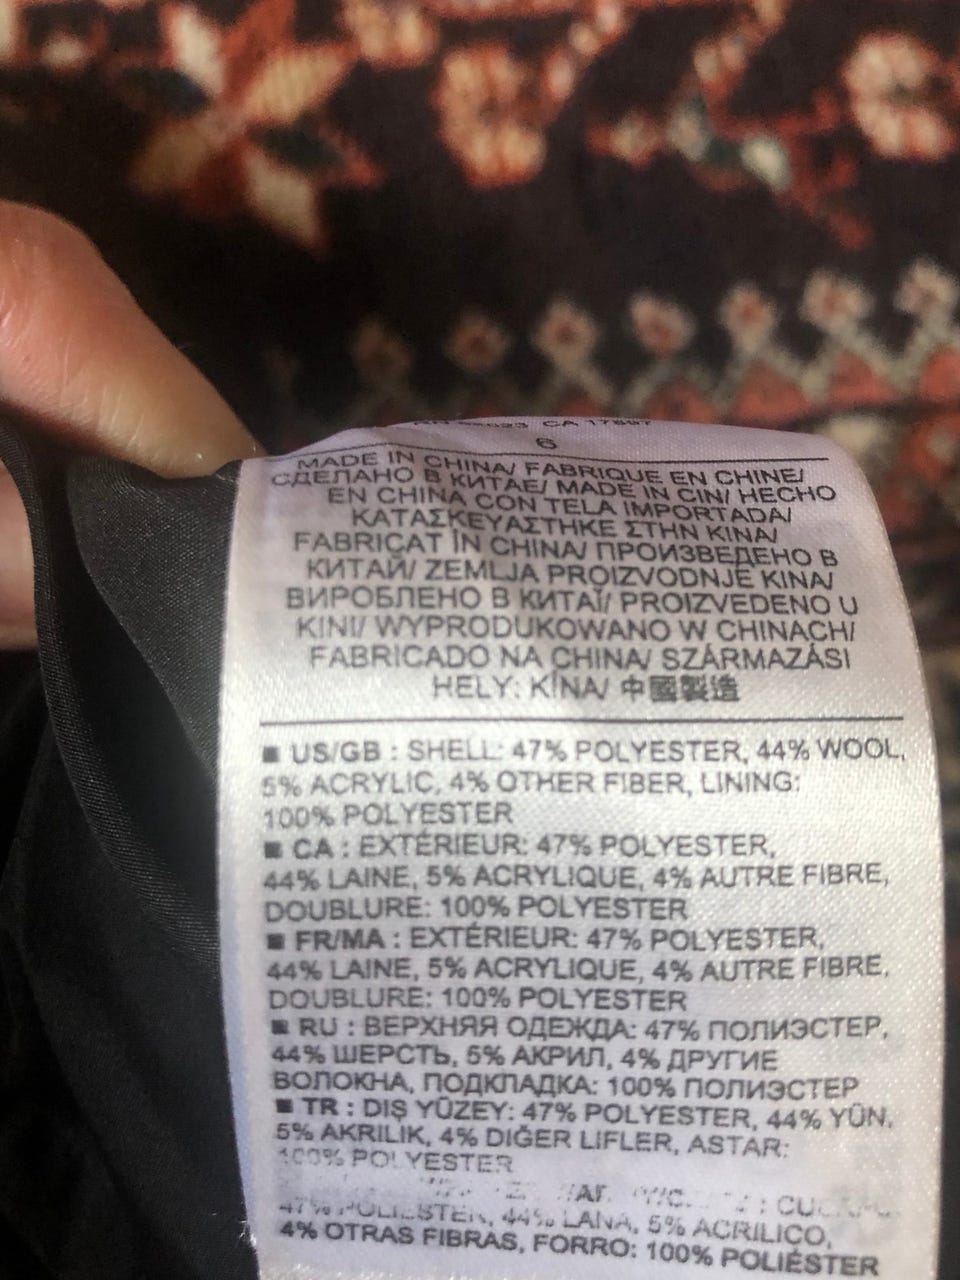 CA 17897
6
MADE IN CHINA/ FABRIQUE EN CHINE/
СДЕЛАНО В КИТАЕ/ MADE IN CIN/ HECHO
EN CHINA CON TELA IMPORTADA/
ΚΑΤΑΣΚΕΥΑΣΤΗΚΕ ΣΤΗΝ ΚΙΝΑ/
FABRICAT ÎN CHINA/ ПРОИЗВЕДЕНО В
КИТАЙ/ ZEMLJA PROIZVODNJE KINA/
ВИРОБЛЕНО В КИТАЇ/ PROIZVEDENO U
KINI/ WYPRODUKOWANO W CHINACH/
FABRICADO NA CHINA/ SZÁRMAZÁSI
HELY: KÍNA/ 中國製造
■ US/GB : SHELL: 47% POLYESTER, 44% WOOL,
5% ACRYLIC, 4% OTHER FIBER, LINING:
100% POLYESTER
■ CA : EXTÉRIEUR: 47% POLYESTER,
44% LAINE, 5% ACRYLIQUE, 4% AUTRE FIBRE,
DOUBLURE: 100% POLYESTER
■ FR/MA : EXTÉRIEUR: 47% POLYESTER,
44% LAINE, 5% ACRYLIQUE, 4% AUTRE FIBRE,
DOUBLURE: 100% POLYESTER
■ RU : ВЕРХНЯЯ ОДЕЖДА: 47% ПОЛИЭСТЕР,
44% ШЕРСТЬ, 5% АКРИЛ, 4% ДРУГИЕ
ВОЛОКНА, ПОДКЛАДКА: 100% ПОЛИЭСТЕР
■ TR : DIŞ YÜZEY: 47% POLYESTER, 44% YÜN,
5% AKRILIK, 4% DIĞER LIFLER, ASTAR:
100% POLYESTER
47% POLIESTER, 44% LANA, 5% ACRILICO,
4% OTRAS FIBRAS, FORRO: 100% POLIÉSTER